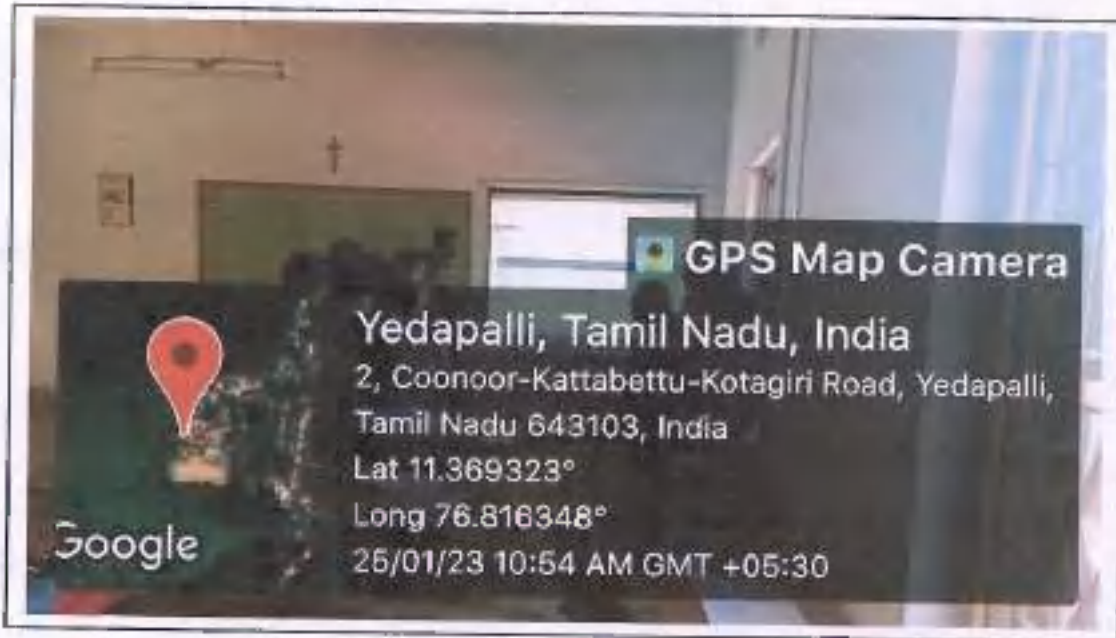 GPS Map Camera
Yedapalli, Tamil Nadu, India
2, Coonoor-Kattabettu-Kotagiri Road, Yedapalli,
Tamil Nadu 643103, India
Lat 11.369323°
Long 76.816348°
25/01/23 10:54 AM GMT +05:30
Google